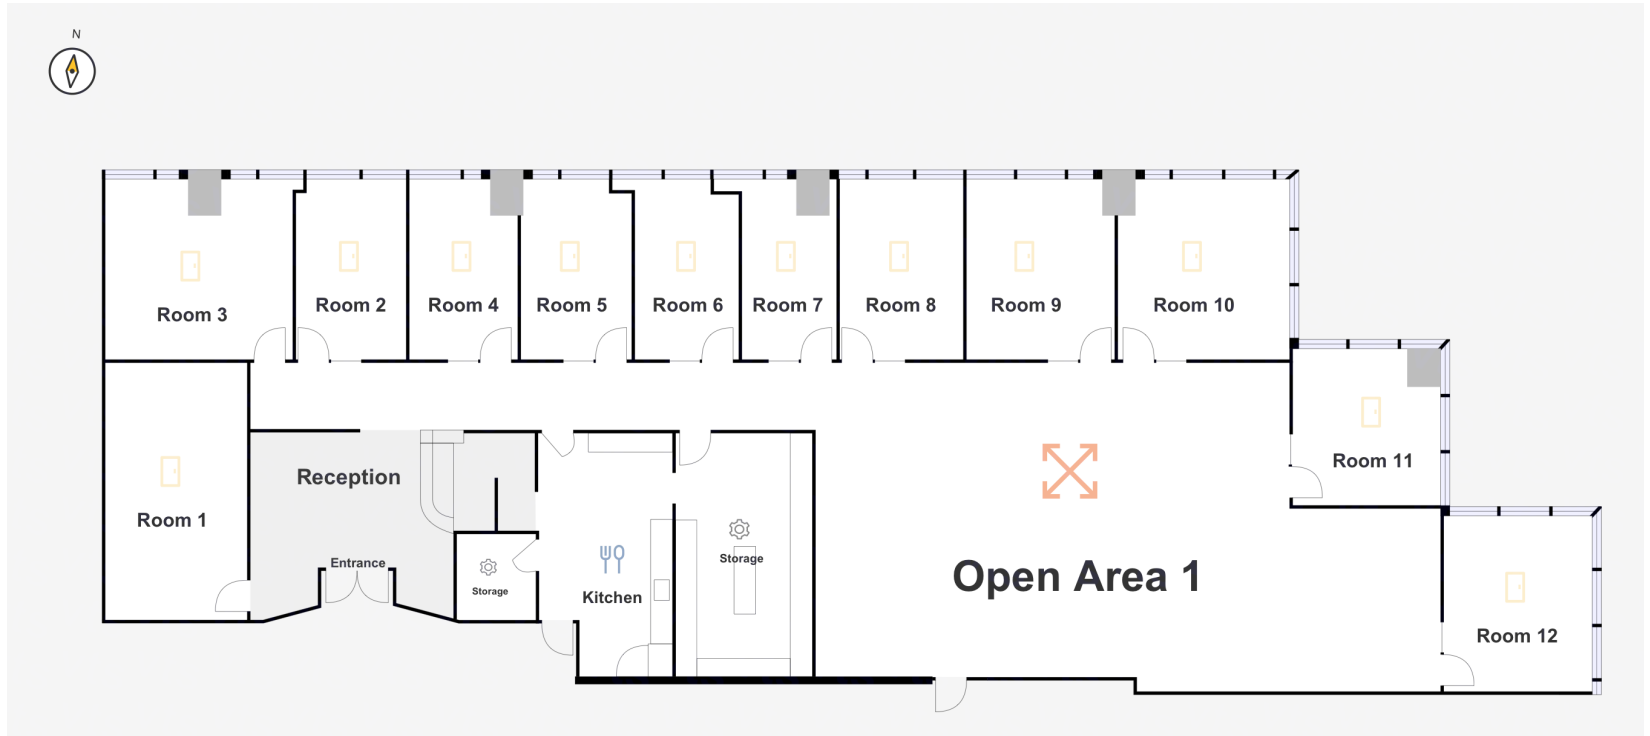 N
Room 3
Room 2
Room 4
Room 5
Room 6
Room 7
Room 8
Room 9
Room 10
Room 11
Reception
Room 1
Entrance
Storage
Storage
Kitchen
Open Area 1
Room 12